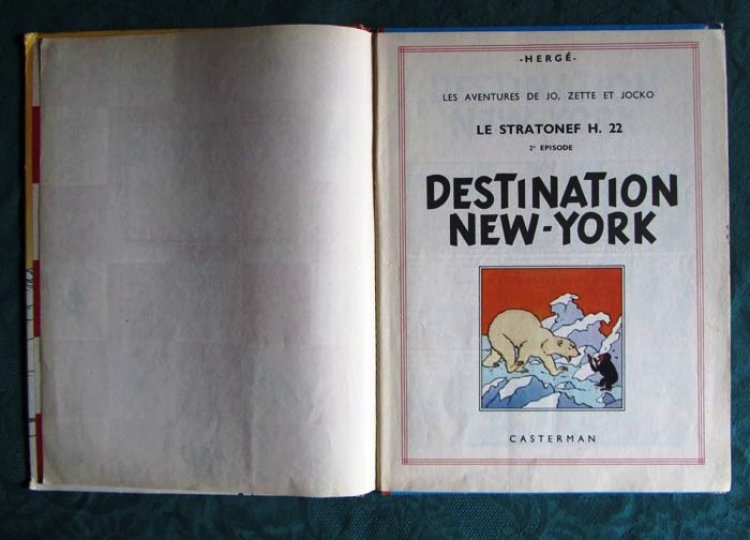 -HERGÉ-
LES AVENTURES DE JO, ZETTE ET JOCKO
LE STRATONEF H. 22
2e EPISODE
DESTINATION
NEW-YORK
CASTERMAN